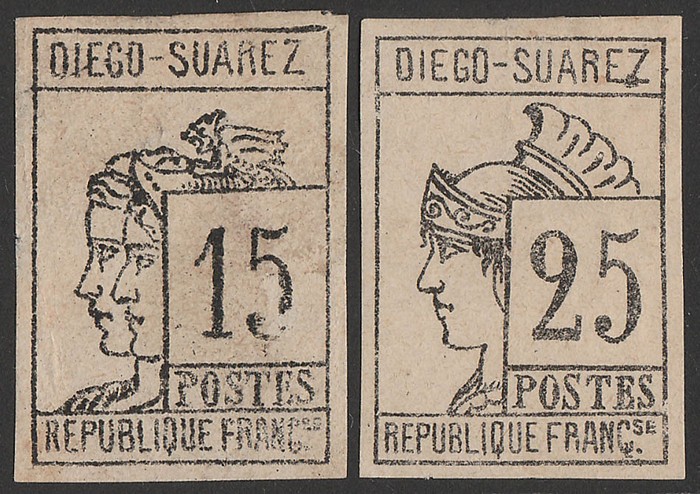 DIEGO-SUAREZ
15
POSTES
REPUBLIQUE FRANÇSE.
DIEGO-SUAREZ
25
POSTES
REPUBLIQUE FRANÇSE.